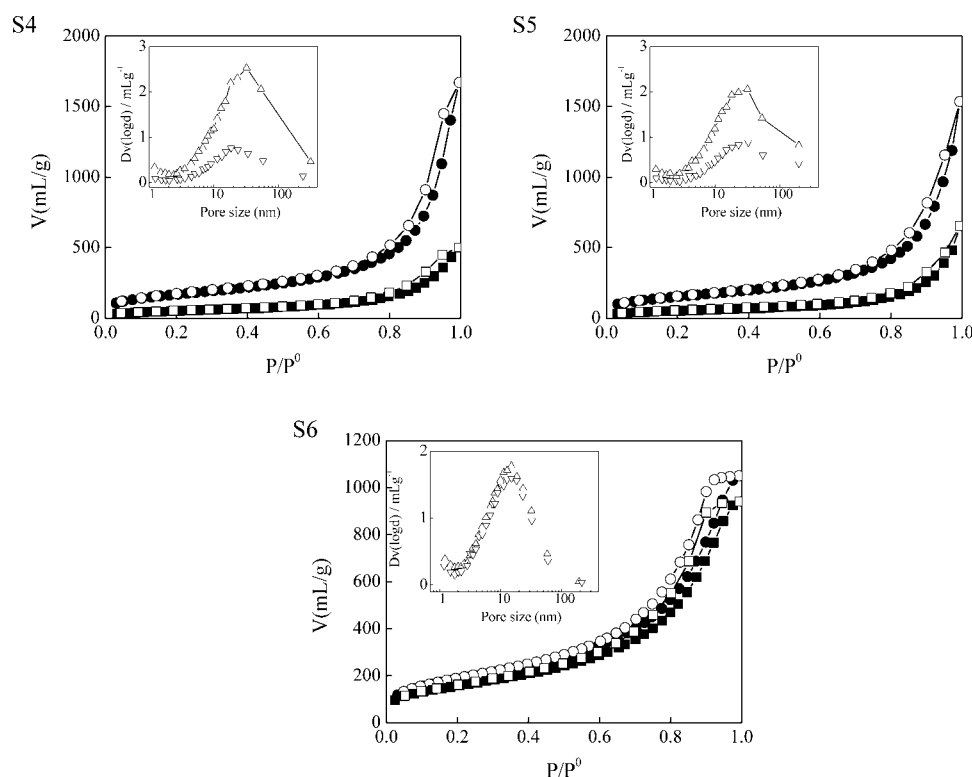 S4
2000
1500
1000
500
0
V(mL/g)
0.0 0.2 0.4 0.6 0.8 1.0
P/P⁰
3
2
1
0
Dv(logd) / mLg⁻¹
1 10 100
Pore size (nm)
S5
2000
1500
1000
500
0
V(mL/g)
0.0 0.2 0.4 0.6 0.8 1.0
P/P⁰
3
2
1
0
Dv(logd) / mLg⁻¹
1 10 100
Pore size (nm)
S6
1200
1000
800
600
400
200
0
V(mL/g)
0.0 0.2 0.4 0.6 0.8 1.0
P/P⁰
2
1
0
Dv(logd) / mLg⁻¹
1 10 100
Pore size (nm)